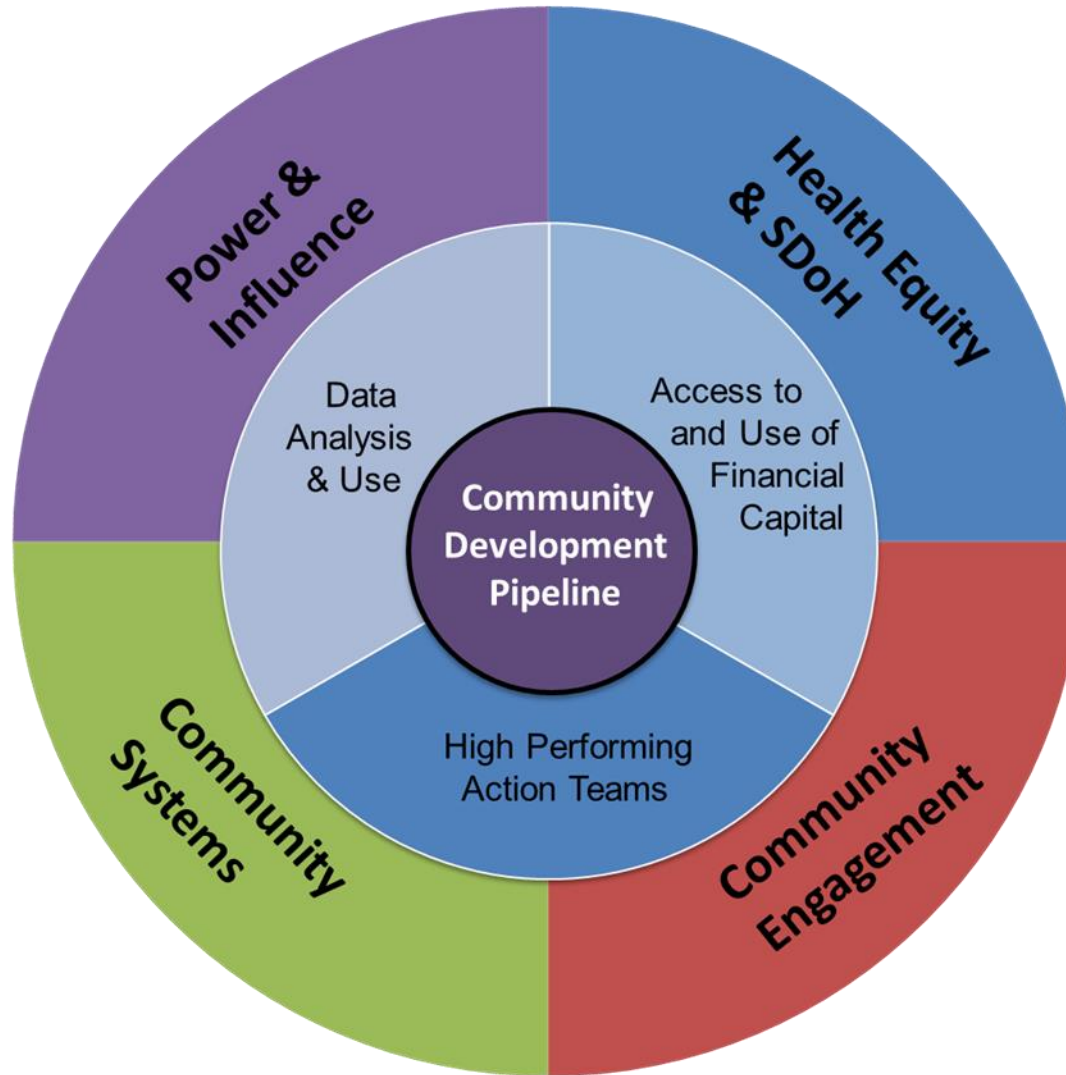 Power &
Influence
Health Equity
& SDoH
Data
Analysis
& Use
Access to
and Use of
Financial
Capital
Community
Development
Pipeline
High Performing
Action Teams
Community
Systems
Community
Engagement